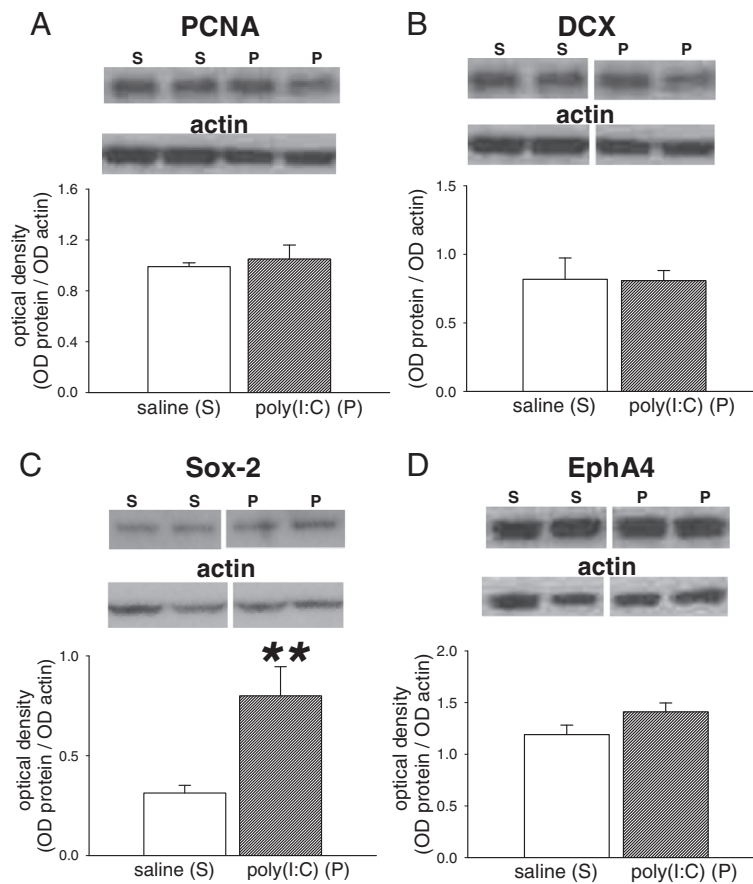 A
PCNA
S S P P
actin
optical density
(OD protein / OD actin)
1.6
1.2
0.8
0.4
0.0
saline (S) poly(I:C) (P)
B
DCX
S S P P
actin
optical density
(OD protein / OD actin)
1.5
1.0
0.5
0.0
saline (S) poly(I:C) (P)
C
Sox-2
S S P P
actin
optical density
(OD protein / OD actin)
1.0
0.5
0.0
**
saline (S) poly(I:C) (P)
D
EphA4
S S P P
actin
optical density
(OD protein / OD actin)
2.0
1.5
1.0
0.5
0.0
saline (S) poly(I:C) (P)